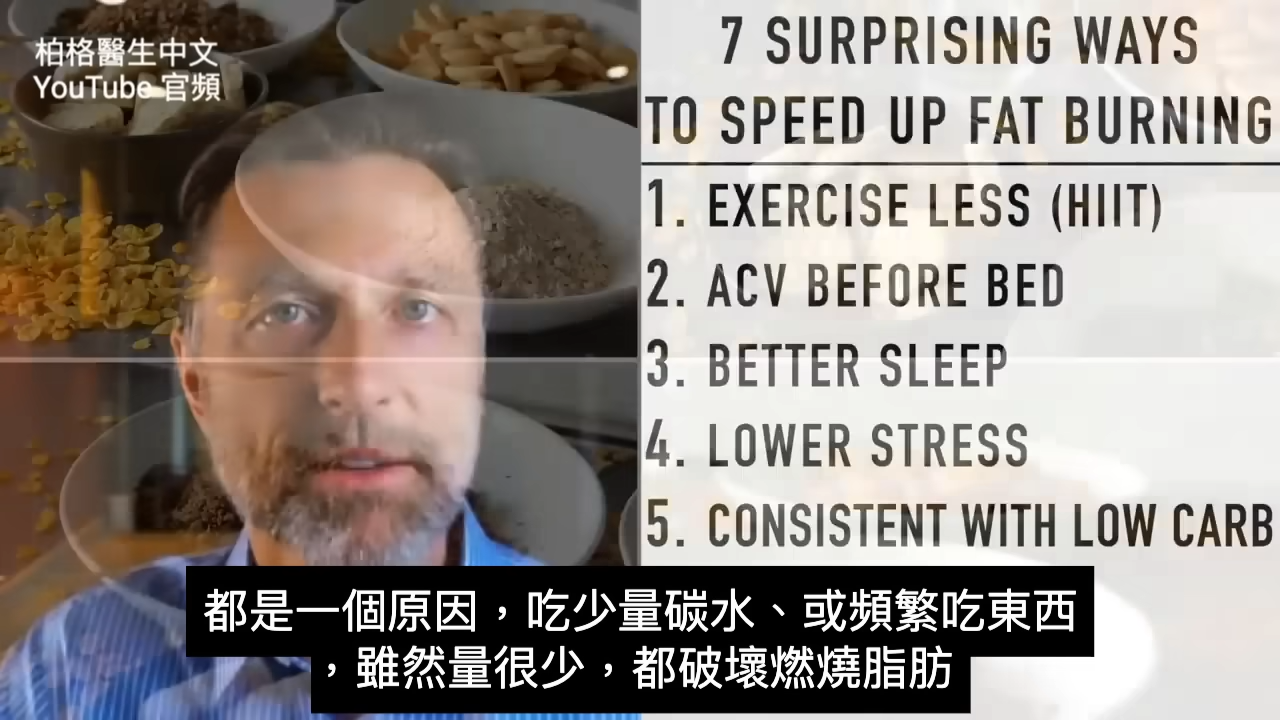 柏格醫生中文
YouTube 官頻
7 SURPRISING WAYS
TO SPEED UP FAT BURNING
1. EXERCISE LESS (HIIT)
2. ACV BEFORE BED
3. BETTER SLEEP
4. LOWER STRESS
5. CONSISTENT WITH LOW CARB
都是一個原因，吃少量碳水、或頻繁吃東西
，雖然量很少，都破壞燃燒脂肪